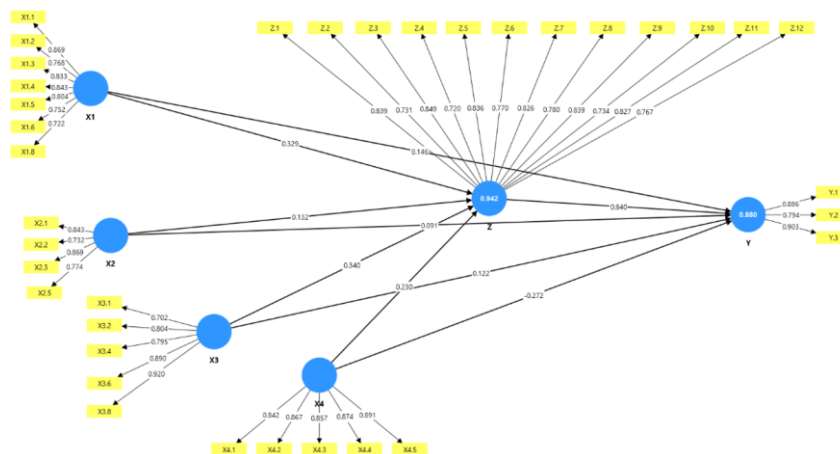 X1.1
X1.2
X1.3
X1.4
X1.5
X1.6
X1.8
0.869
0.768
0.833
0.843
0.804
0.752
0.722
X1
Z.1
Z.2
Z.3
Z.4
Z.5
Z.6
Z.7
Z.8
Z.9
Z.10
Z.11
Z.12
0.839
0.731
0.849
0.720
0.836
0.770
0.826
0.780
0.839
0.734
0.827
0.767
0.329
0.146
0.942
Z
0.132
0.091
0.840
0.880
Y
Y.1
Y.2
Y.3
0.886
0.794
0.903
X2.1
X2.2
X2.3
X2.5
0.843
0.732
0.869
0.774
X2
0.340
0.122
0.230
-0.272
X3.1
X3.2
X3.4
X3.6
X3.8
0.702
0.804
0.795
0.890
0.920
X3
X4
0.842
0.867
0.857
0.874
0.891
X4.1
X4.2
X4.3
X4.4
X4.5